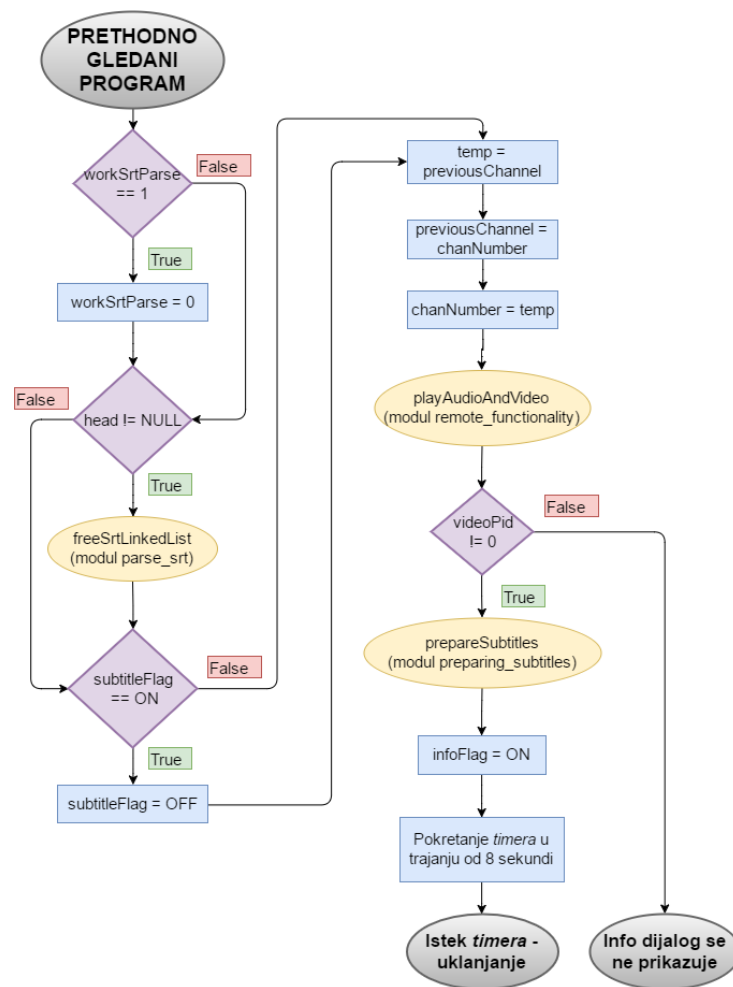 PRETHODNO
GLEDANI
PROGRAM
workSrtParse
== 1
False
True
workSrtParse = 0
head != NULL
False
True
freeSrtLinkedList
(modul parse_srt)
subtitleFlag
== ON
False
True
subtitleFlag = OFF
temp =
previousChannel
previousChannel =
chanNumber
chanNumber = temp
playAudioAndVideo
(modul remote_functionality)
videoPid
!= 0
False
True
prepareSubtitles
(modul preparing_subtitles)
infoFlag = ON
Pokretanje timera u
trajanju od 8 sekundi
Istek timera -
uklanjanje
Info dijalog se
ne prikazuje